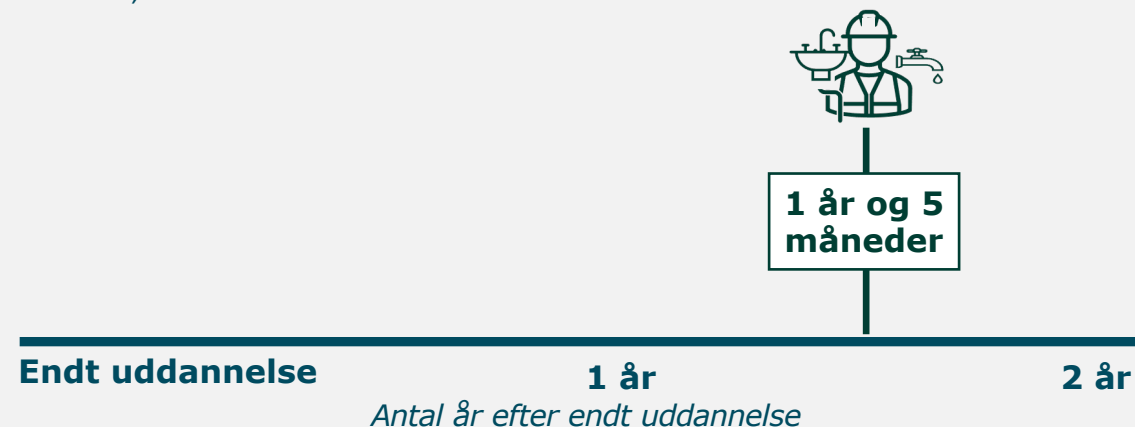 1 år og 5
måneder
Endt uddannelse
1 år
2 år
Antal år efter endt uddannelse